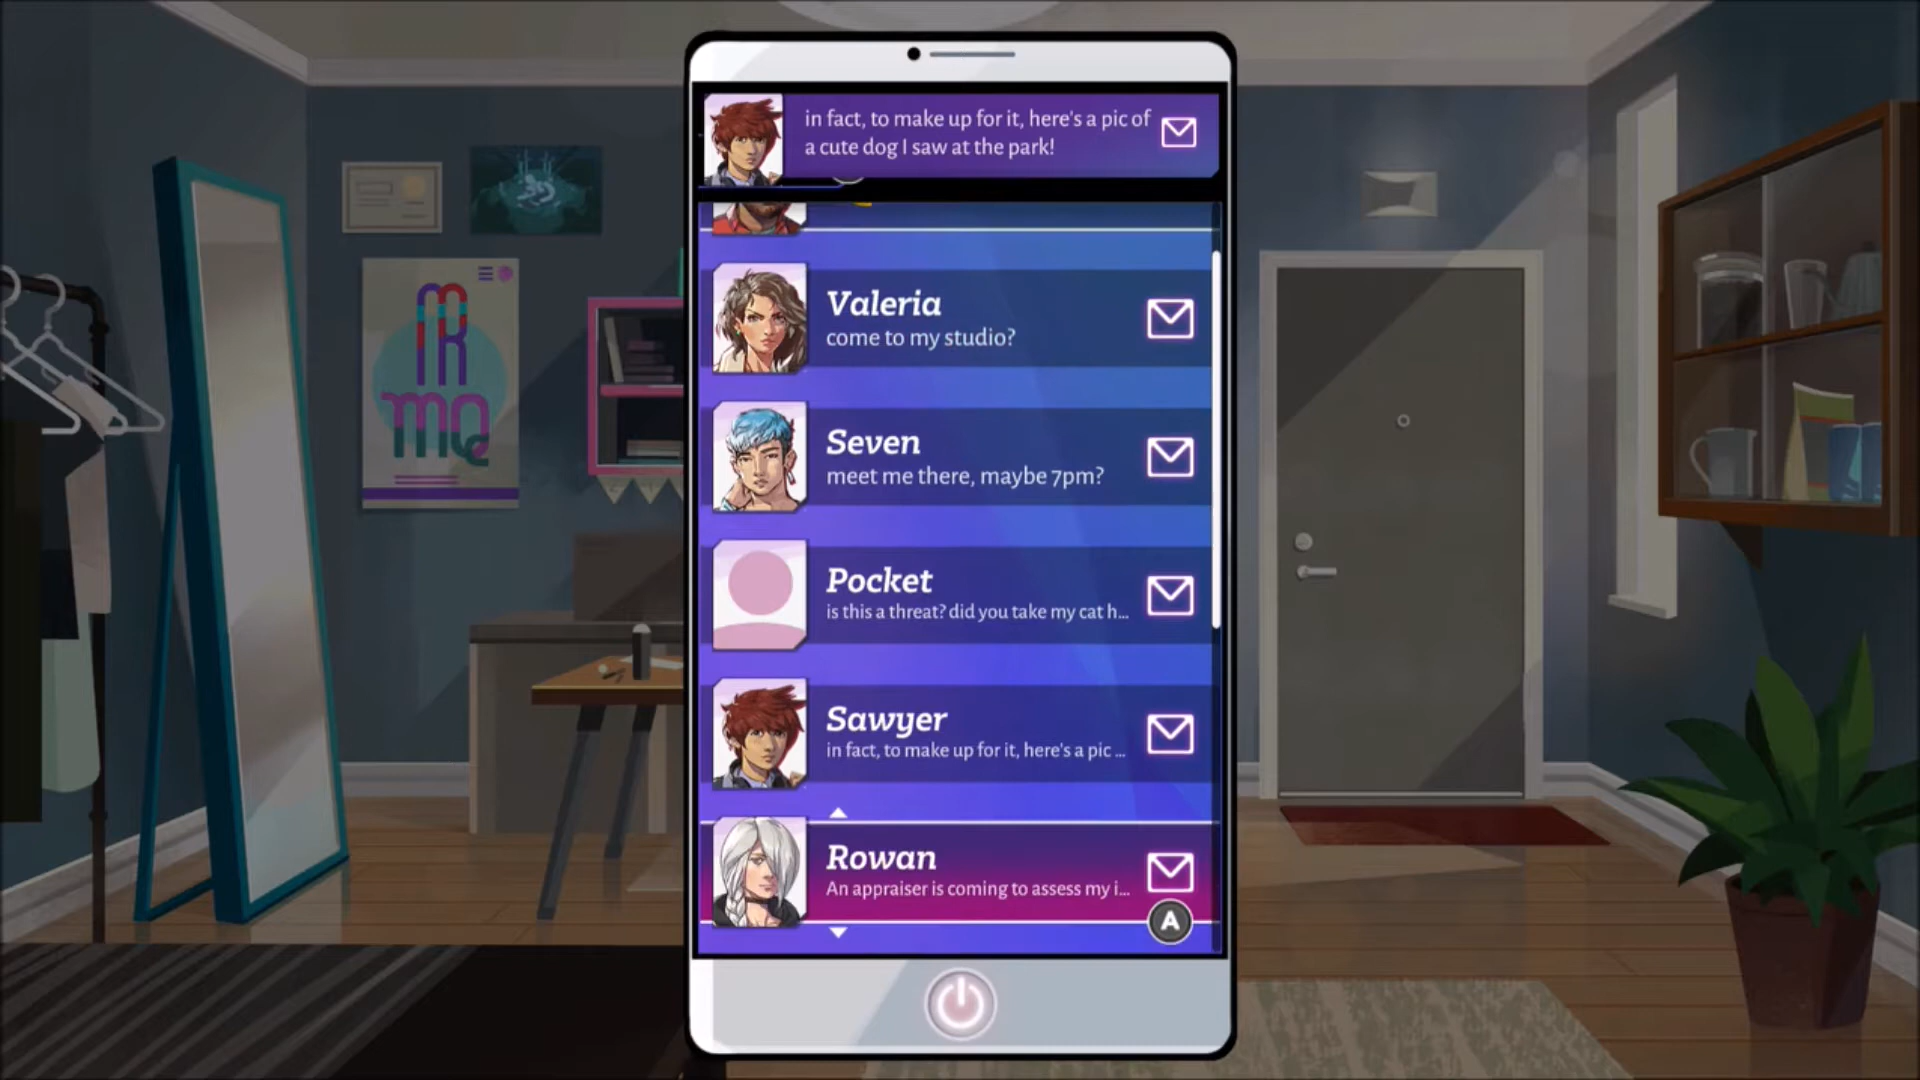 in fact, to make up for it, here's a pic of
a cute dog I saw at the park!
Valeria
come to my studio?
Seven
meet me there, maybe 7pm?
Pocket
is this a threat? did you take my cat h...
Sawyer
in fact, to make up for it, here's a pic ...
Rowan
An appraiser is coming to assess my i...
A